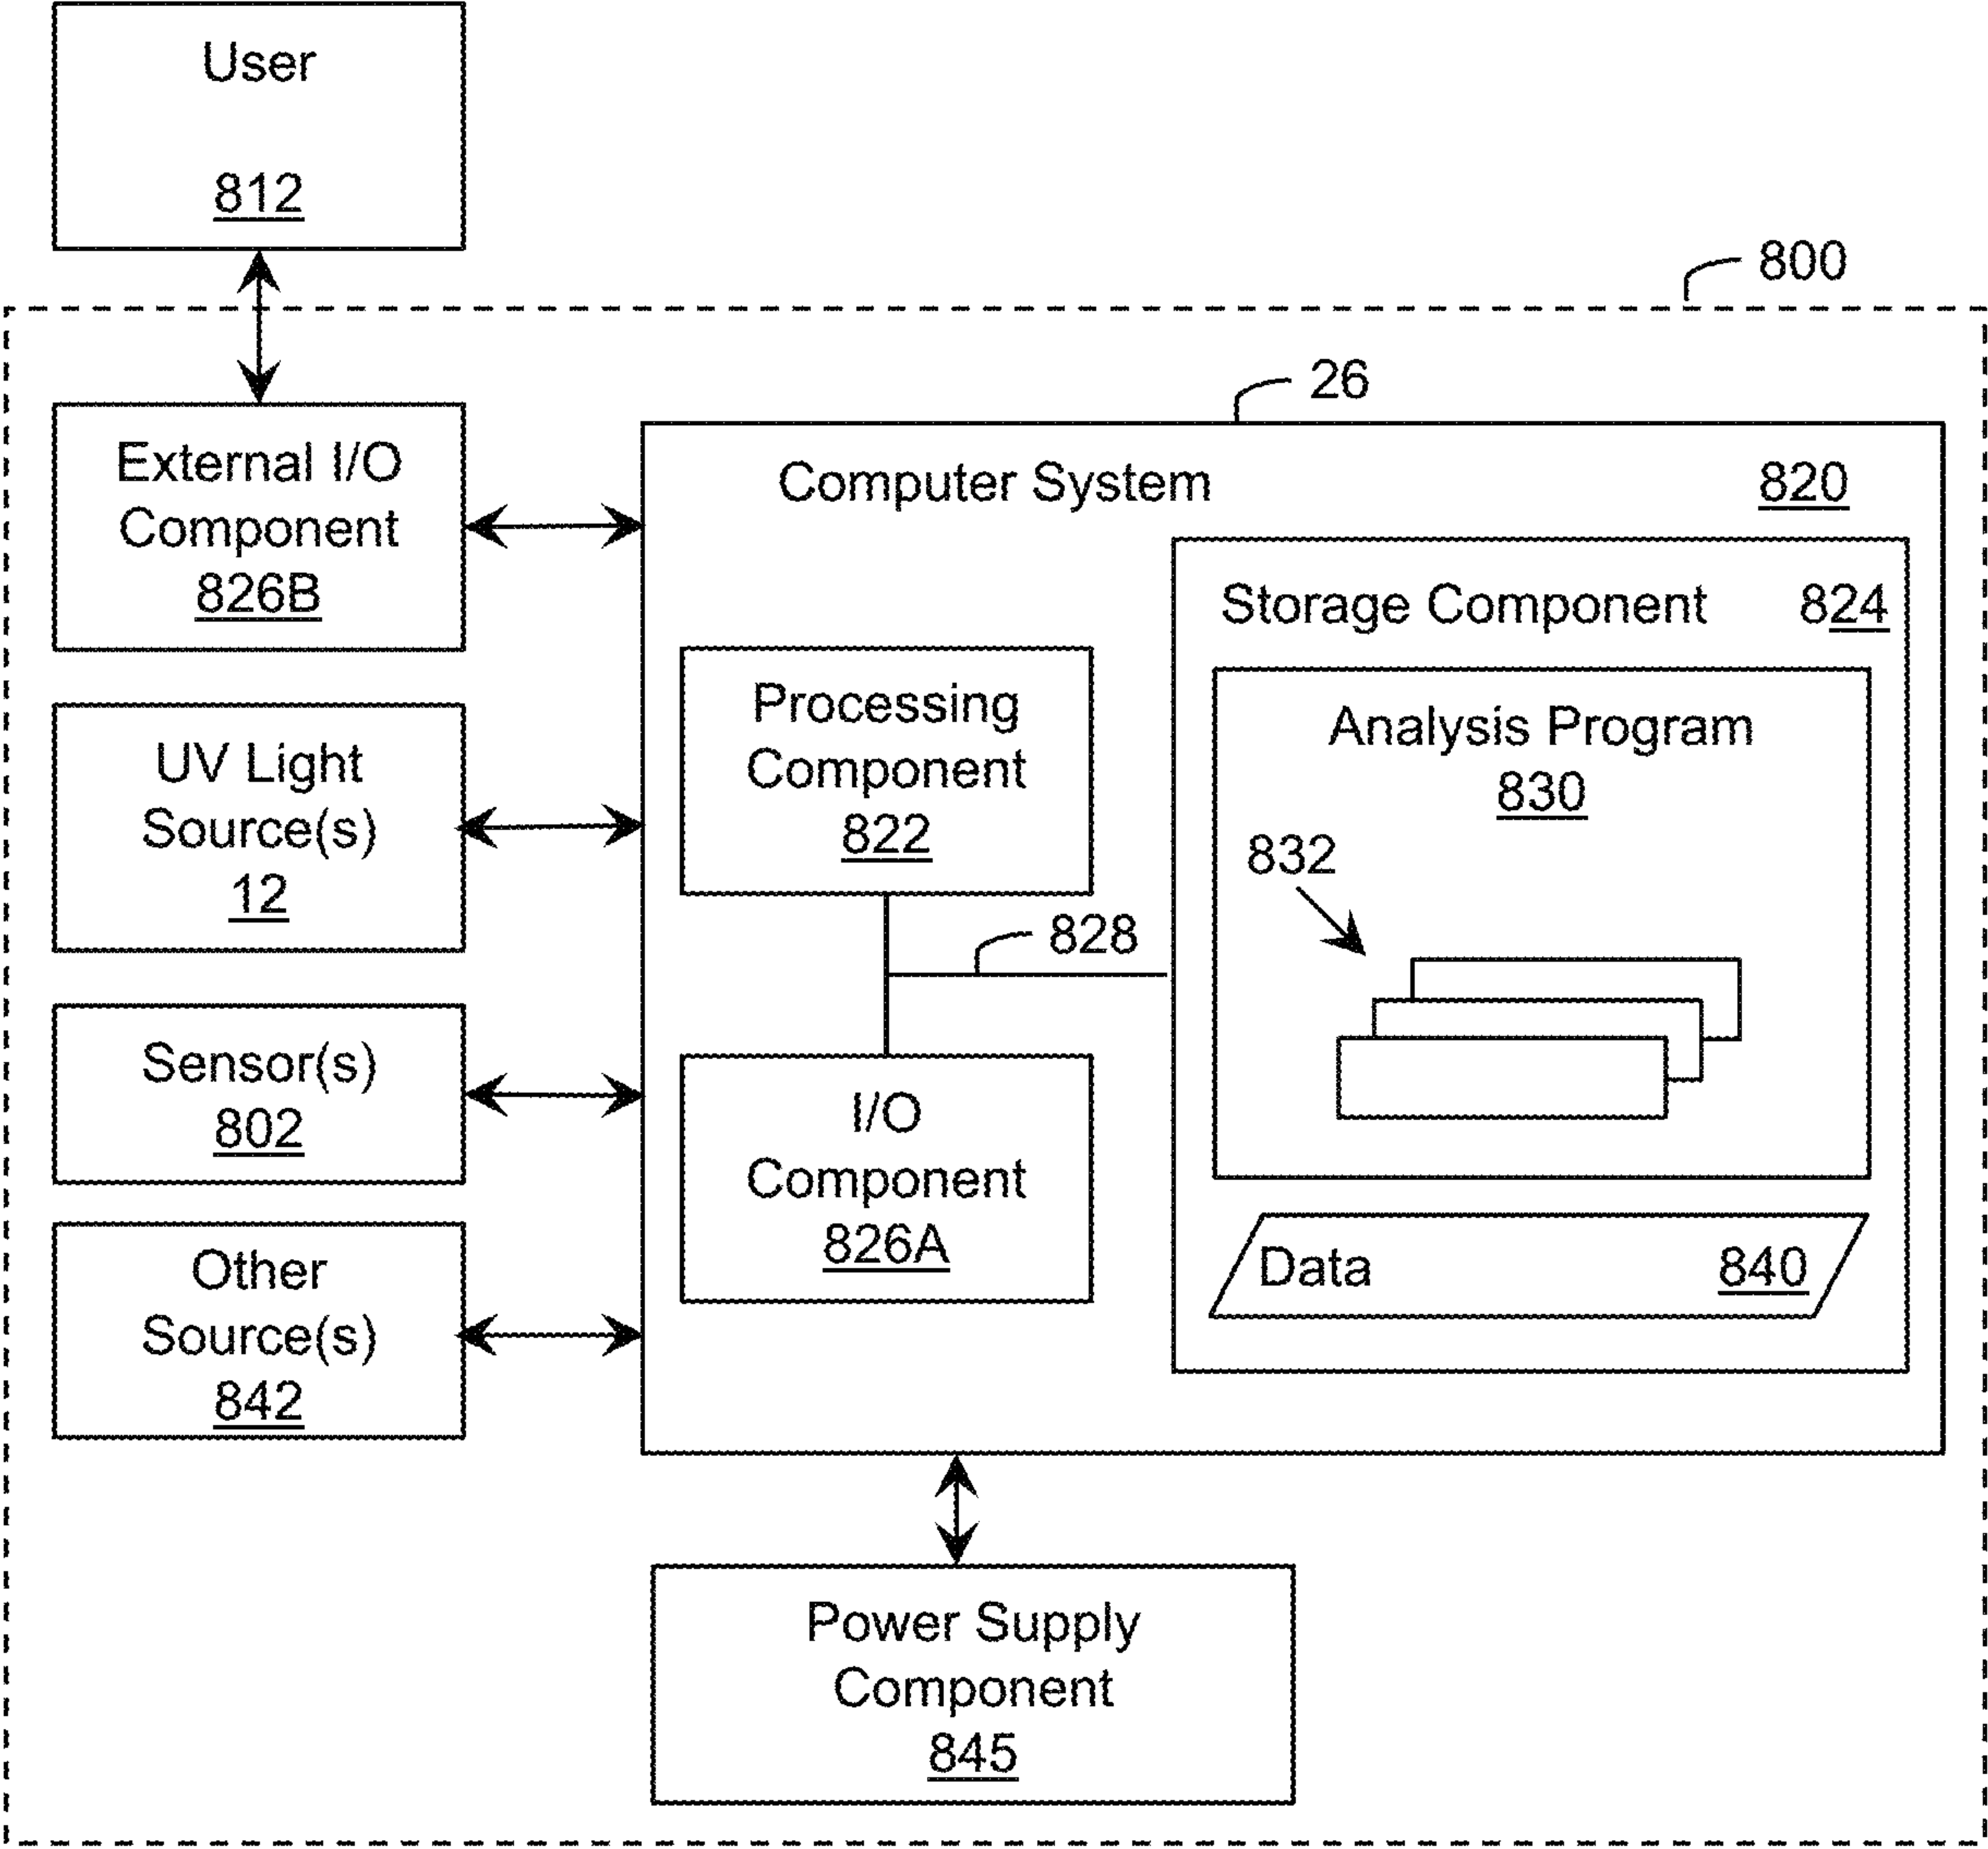 User
812
800
26
External I/O
Component
826B
Computer System
820
Storage Component
824
Processing
Component
822
Analysis Program
830
832
UV Light
Source(s)
12
828
Sensor(s)
802
I/O
Component
826A
Other
Source(s)
842
Data
840
Power Supply
Component
845